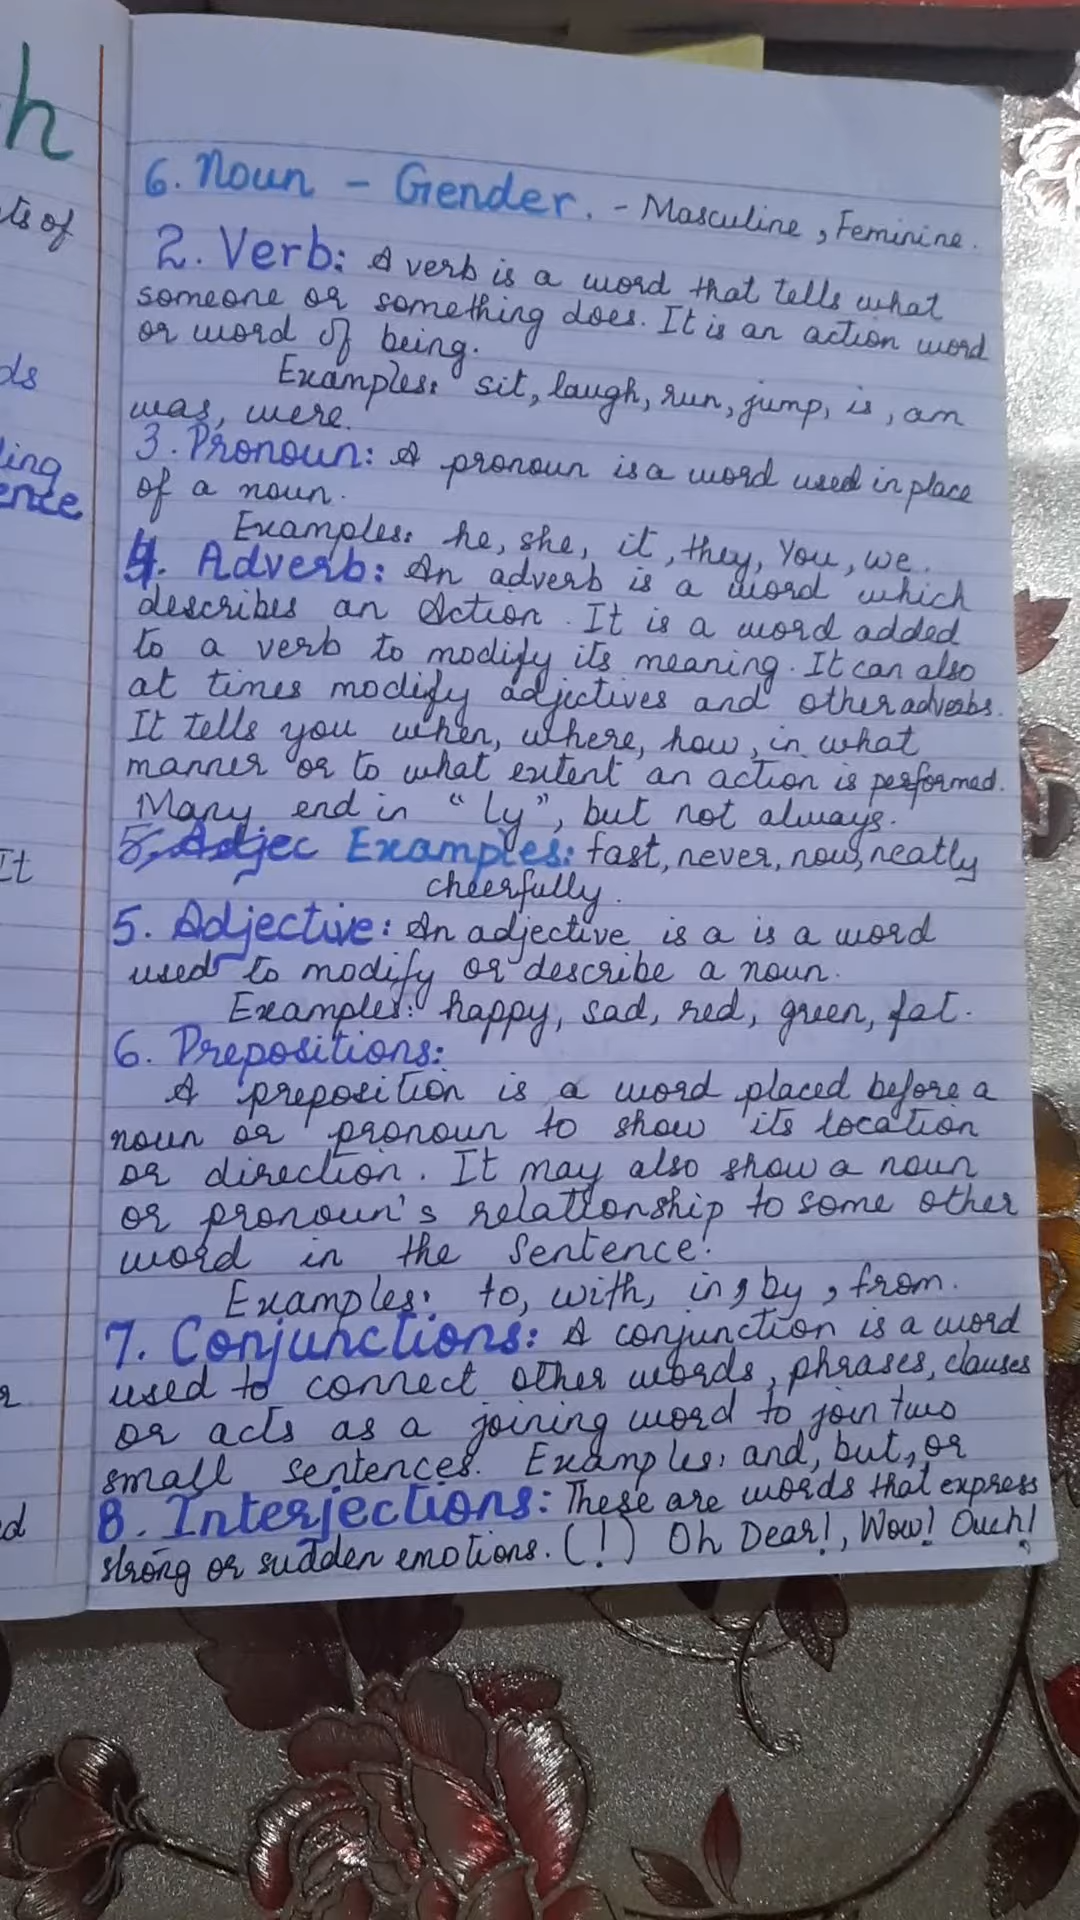 h
ts of
ds
ling
ence
It
r
ed
6. Noun - Gender. - Masculine, Feminine.
2. Verb: A verb is a word that tells what
someone or something does. It is an action word
or word of being.
Examples: sit, laugh, run, jump, is, am
was, were.
3. Pronoun: A pronoun is a word used in place
of a noun.
Examples: he, she, it, they, You, we.
4. Adverb: An adverb is a word which
describes an Action. It is a word added
to a verb to modify its meaning. It can also
at times modify adjectives and other adverbs.
It tells you when, where, how, in what
manner or to what extent an action is performed.
Many end in "ly", but not always.
5. Adjec Examples: fast, never, now, neatly
cheerfully.
5. Adjective: An adjective is a is a word
used to modify or describe a noun.
Examples: happy, sad, red, green, fat.
6. Prepositions:
A preposition is a word placed before a
noun or pronoun to show its location
or direction. It may also show a noun
or pronoun's relationship to some other
word in the Sentence.
Examples: to, with, in, by, from.
7. Conjunctions: A conjunction is a word
used to connect other words, phrases, clauses
or acts as a joining word to join two
small sentences. Examples: and, but, or
8. Interjections: These are words that express
strong or sudden emotions. (!) Oh Dear!, Wow! Ouch!